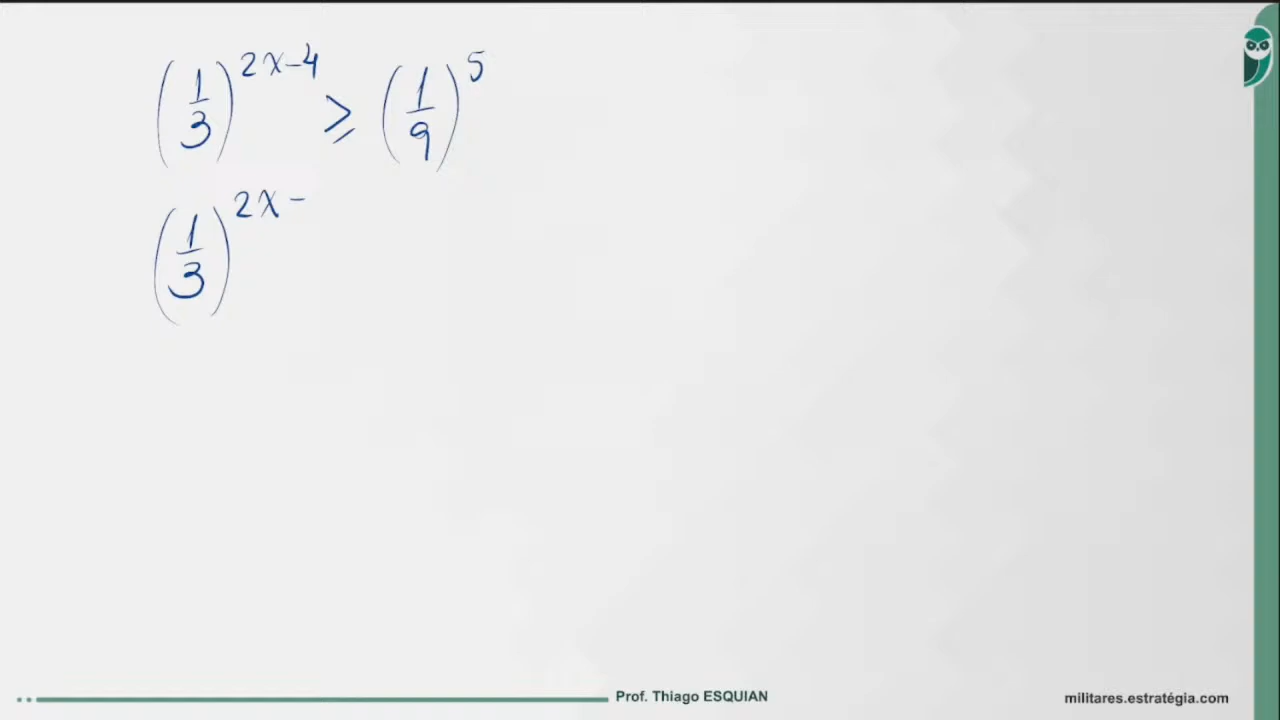 (1/3)^{2x-4} ≥ (1/9)^5
(1/3)^{2x-
Prof. Thiago ESQUIAN
militares.estratégia.com